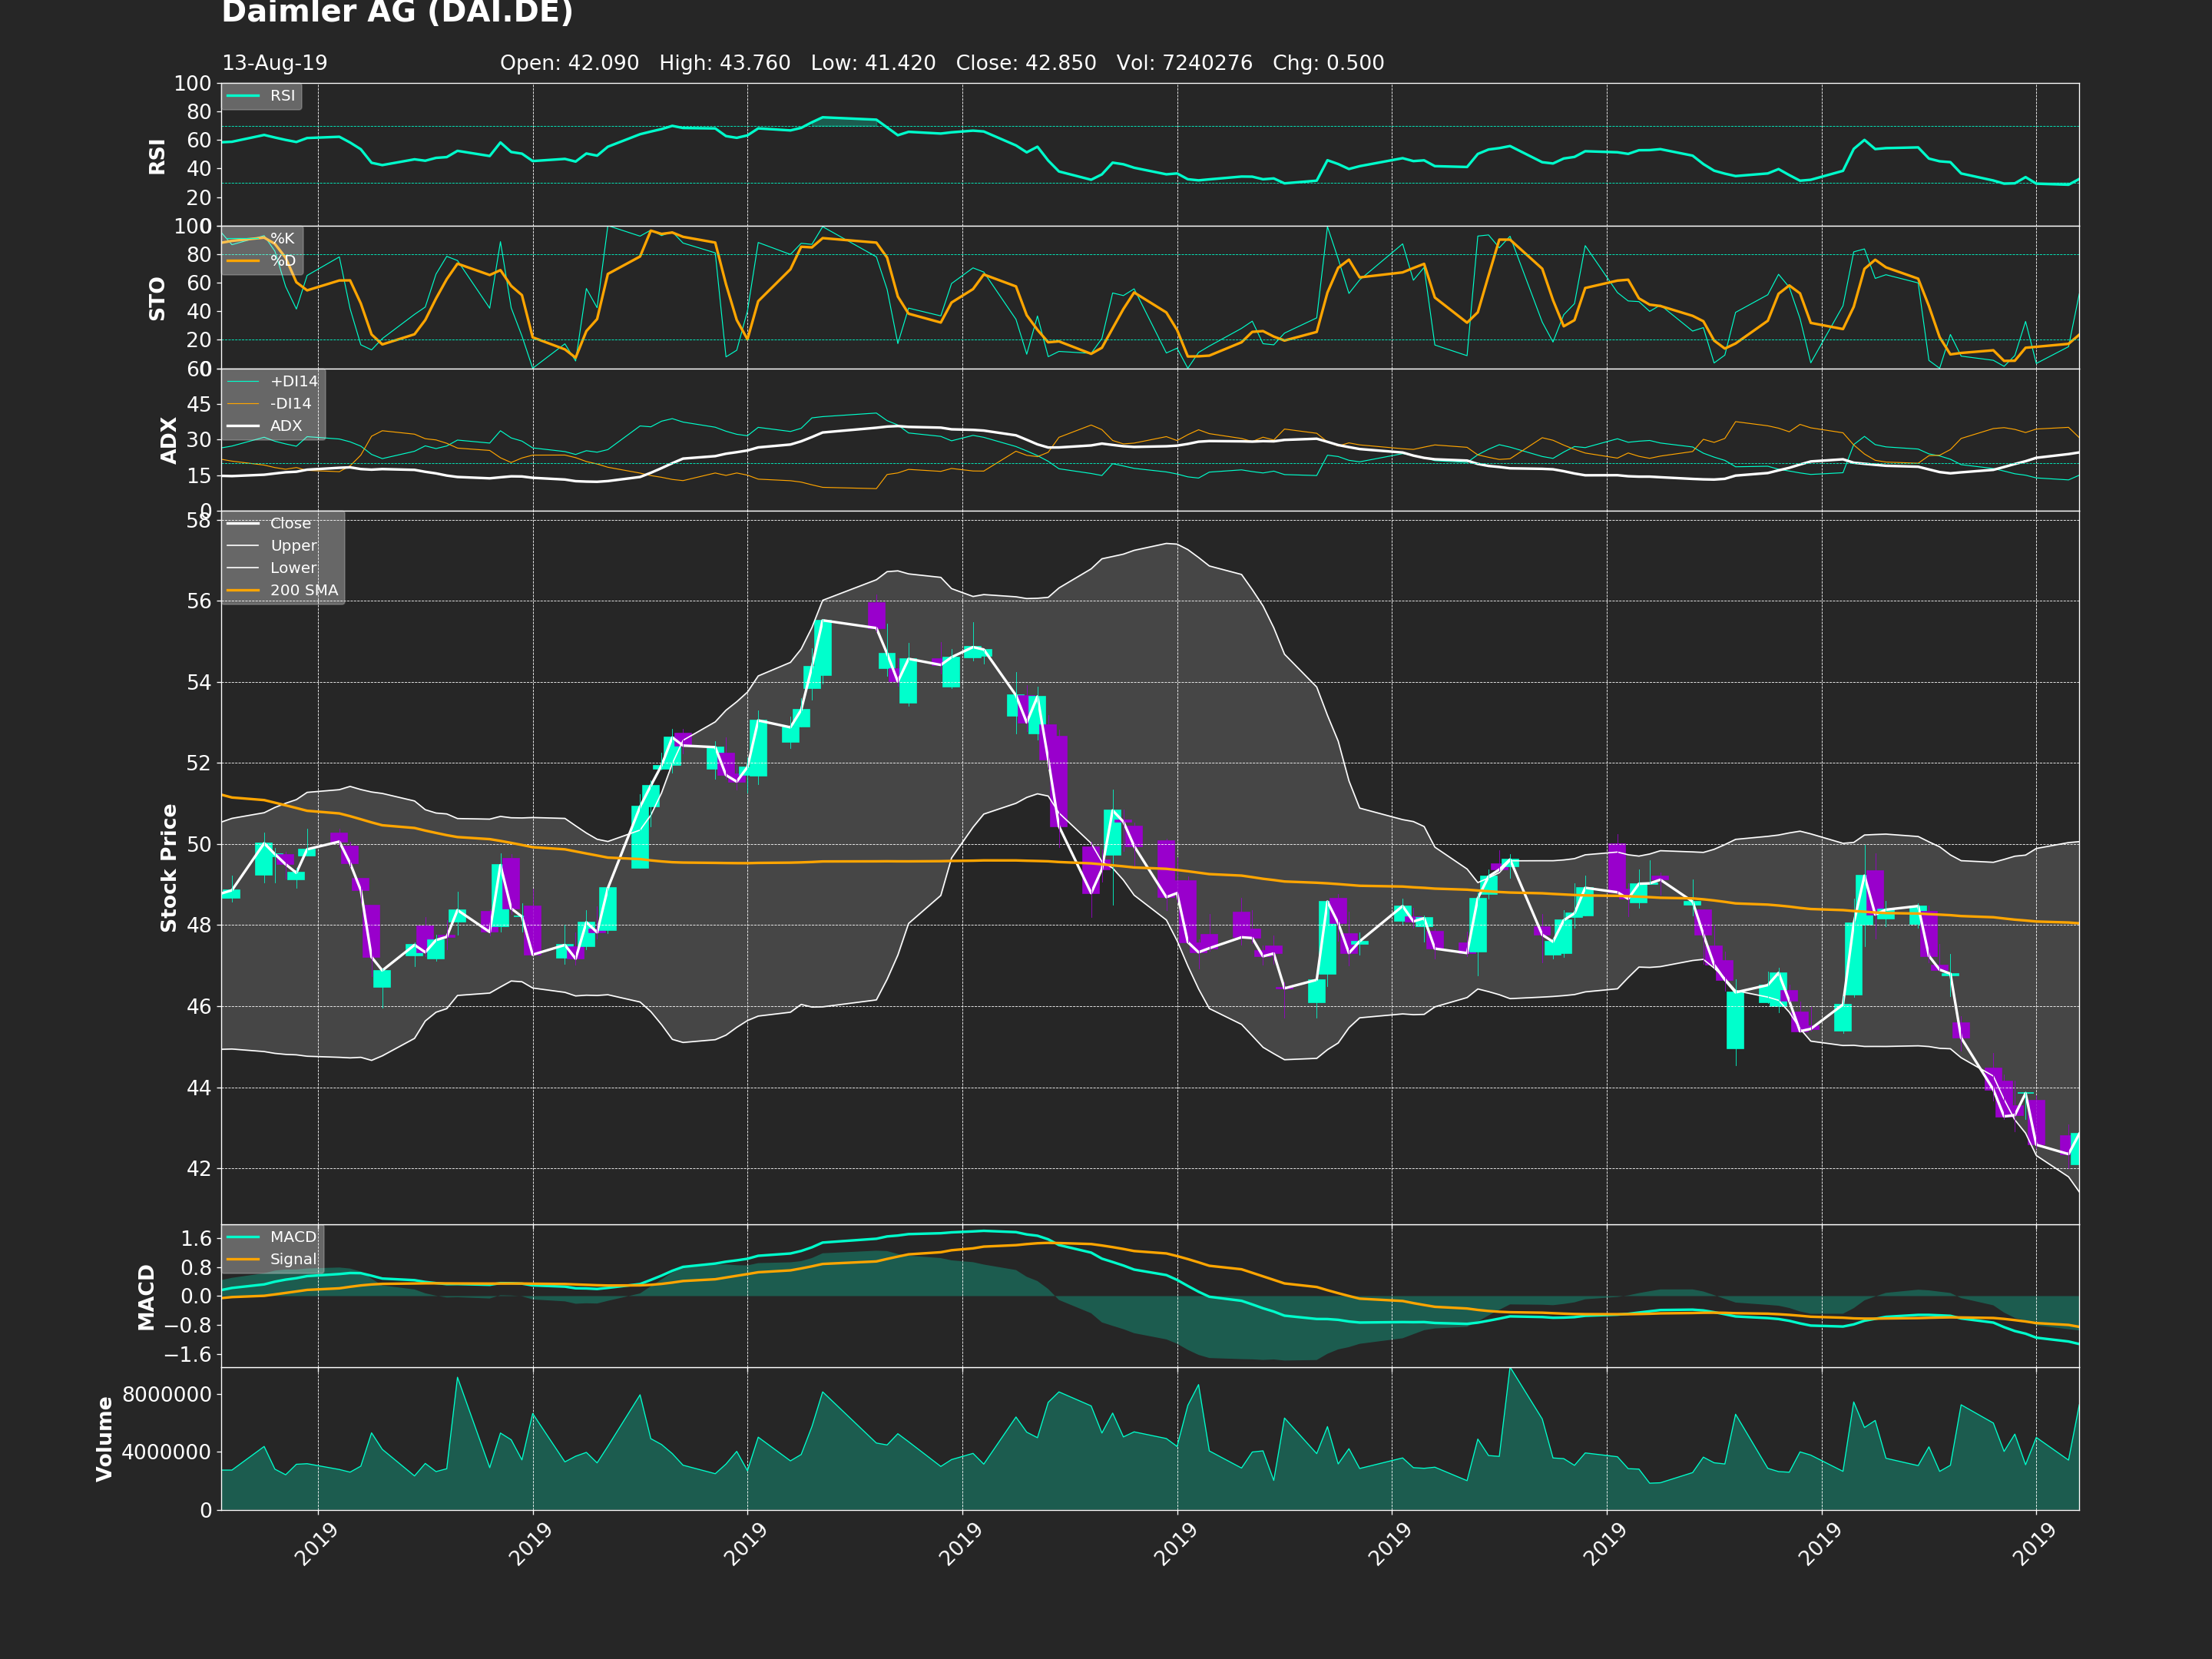 Daimler AG (DAI.DE)
13-Aug-19 Open: 42.090 High: 43.760 Low: 41.420 Close: 42.850 Vol: 7240276 Chg: 0.500
RSI
100
80
60
40
20
0
RSI
STO
100
80
60
40
20
0
%K
%D
ADX
60
45
30
15
0
+DI14
-DI14
ADX
Stock Price
58
56
54
52
50
48
46
44
42
Close
Upper
Lower
200 SMA
MACD
1.6
0.8
0.0
−0.8
−1.6
MACD
Signal
Volume
8000000
4000000
0
2019 2019 2019 2019 2019 2019 2019 2019 2019